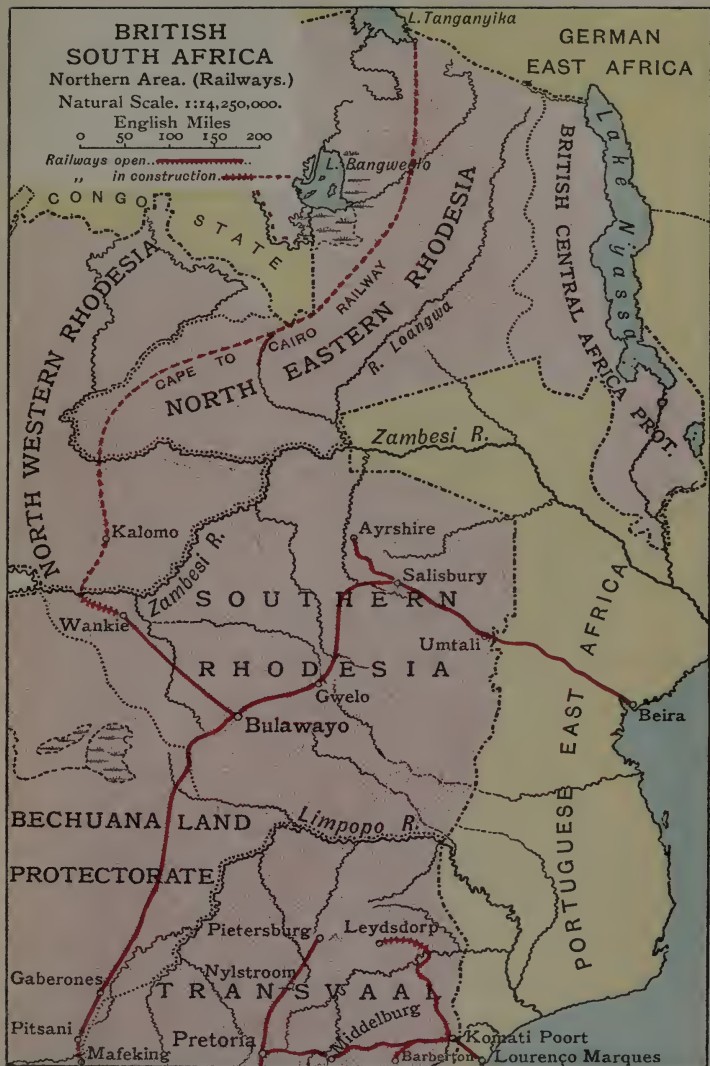 BRITISH
SOUTH AFRICA
Northern Area. (Railways.)
Natural Scale. 1:14,250,000.
English Miles
0 50 100 150 200
Railways open
„ in construction
L. Tanganyika
GERMAN
EAST AFRICA
L. Bangweolo
CONGO
STATE
Lake Nyassa
BRITISH CENTRAL AFRICA PROT.
NORTH WESTERN RHODESIA
CAPE TO CAIRO RAILWAY
NORTH EASTERN RHODESIA
R. Loangwa
Zambesi R.
Kalomo
Zambesi R.
Ayrshire
Salisbury
SOUTHERN
Wankie
Umtali
RHODESIA
Gwelo
Bulawayo
Beira
PORTUGUESE EAST AFRICA
BECHUANA LAND
Limpopo R.
PROTECTORATE
Pietersburg
Leydsdorp
Nylstroom
Gaberones
TRANSVAAL
Pitsani
Pretoria
Middelburg
Komati Poort
Mafeking
Barberton
Lourenço Marques